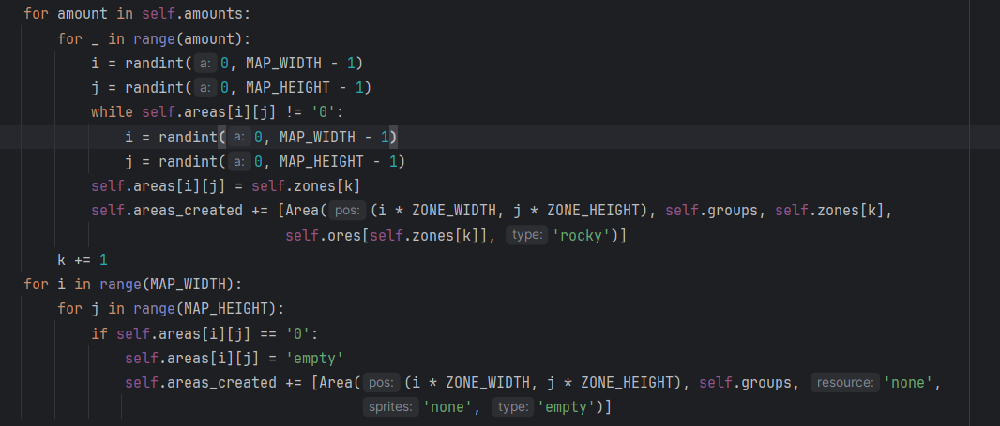 for amount in self.amounts:
for _ in range(amount):
i = randint(a: 0, MAP_WIDTH - 1)
j = randint(a: 0, MAP_HEIGHT - 1)
while self.areas[i][j] != '0':
i = randint(a: 0, MAP_WIDTH - 1)
j = randint(a: 0, MAP_HEIGHT - 1)
self.areas[i][j] = self.zones[k]
self.areas_created += [Area(pos: (i * ZONE_WIDTH, j * ZONE_HEIGHT), self.groups, self.zones[k],
self.ores[self.zones[k]], type: 'rocky')]
k += 1
for i in range(MAP_WIDTH):
for j in range(MAP_HEIGHT):
if self.areas[i][j] == '0':
self.areas[i][j] = 'empty'
self.areas_created += [Area(pos: (i * ZONE_WIDTH, j * ZONE_HEIGHT), self.groups, resource: 'none',
sprites: 'none', type: 'empty')]